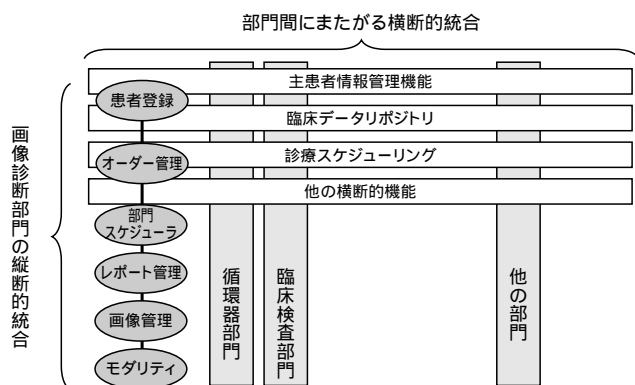 部門間にまたがる横断的統合
主患者情報管理機能
患者登録
臨床データリポジトリ
オーダー管理
診療スケジューリング
他の横断的機能
部門
スケジューラ
レポート管理
画像管理
モダリティ
画像診断部門の縦断的統合
循環器部門
臨床検査部門
他の部門